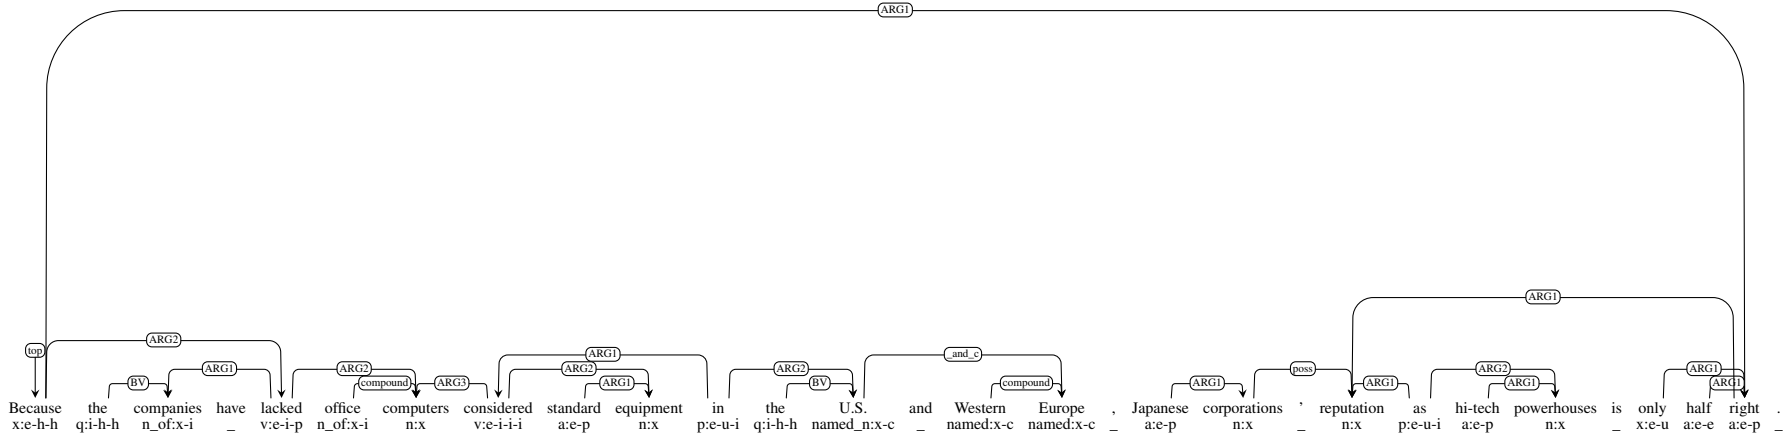 ARG1
ARG1
top ARG2 ARG1 _and_c
BV ARG1 ARG2 ARG2 ARG2 poss ARG2 ARG1
compound ARG3 ARG1 BV compound ARG1 ARG1 ARG1 ARG1
Because the companies have lacked office computers considered standard equipment in the U.S. and Western Europe , Japanese corporations ' reputation as hi-tech powerhouses is only half right .
x:e-h-h q:i-h-h n_of:x-i _ v:e-i-p n_of:x-i n:x v:e-i-i-i a:e-p n:x p:e-u-i q:i-h-h named_n:x-c _ named:x-c named:x-c _ a:e-p n:x _ n:x p:e-u-i a:e-p n:x _ x:e-u a:e-e a:e-p _